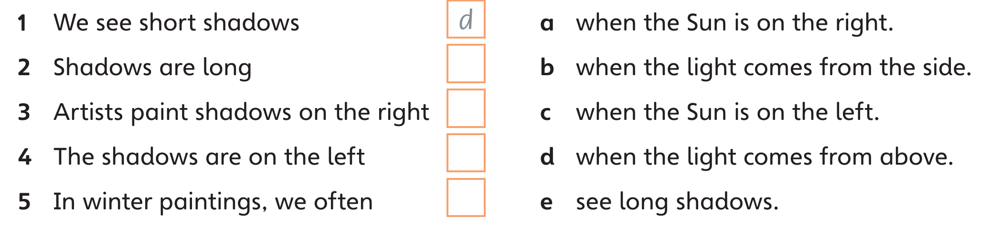 1 We see short shadows d a when the Sun is on the right.
2 Shadows are long b when the light comes from the side.
3 Artists paint shadows on the right c when the Sun is on the left.
4 The shadows are on the left d when the light comes from above.
5 In winter paintings, we often e see long shadows.